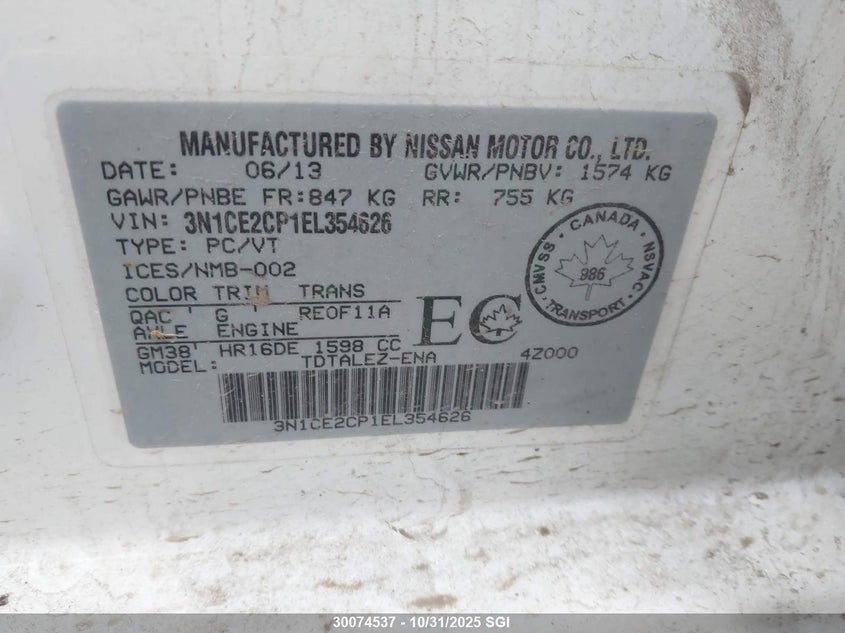 MANUFACTURED BY NISSAN MOTOR CO., LTD.
DATE: 06/13 GVWR/PNBV: 1574 KG
GAWR/PNBE FR: 847 KG RR: 755 KG
VIN: 3N1CE2CP1EL354626
TYPE: PC/VT
ICES/NMB-002
CANADA
CMVSS · NSVAC
986
TRANSPORT
COLOR TRIM TRANS
QAC ' G ' RE0F11A
AXLE ENGINE
GM38' HR16DE 1598 CC
EC
MODEL: TDTALEZ-ENA 4Z000
3N1CE2CP1EL354626
30074537 - 10/31/2025 SGI